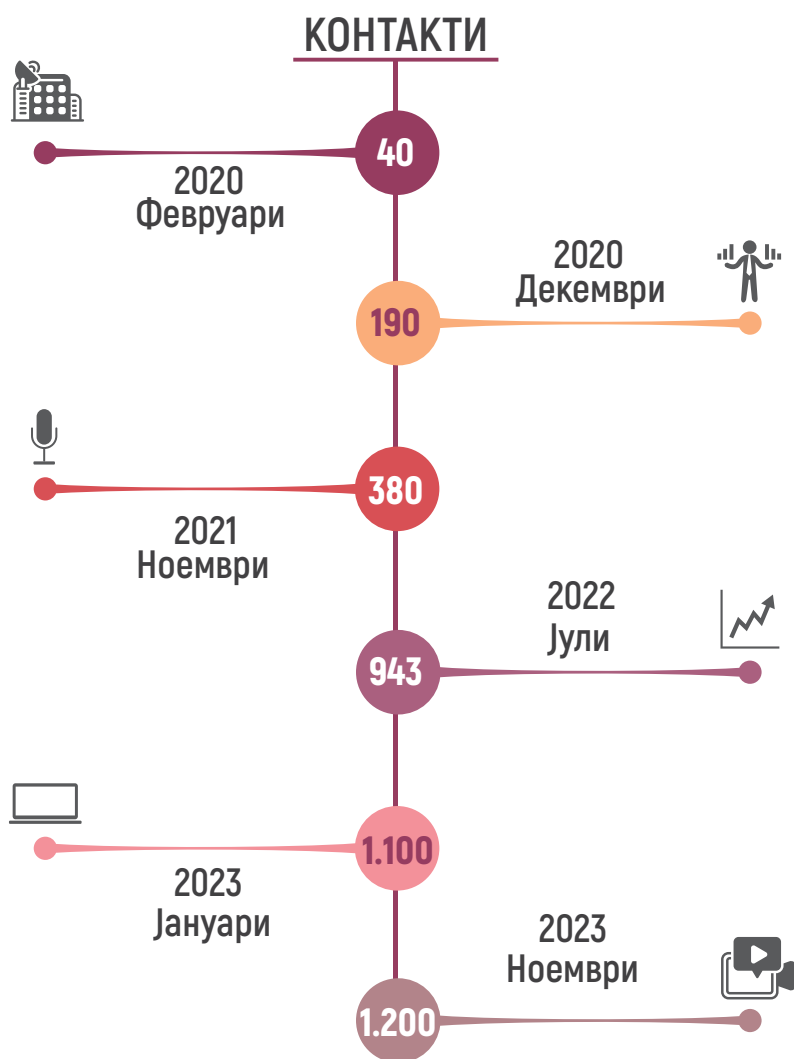 КОНТАКТИ
40
2020
Февруари
2020
Декември
190
380
2021
Ноември
2022
Јули
943
1.100
2023
Јануари
2023
Ноември
1.200